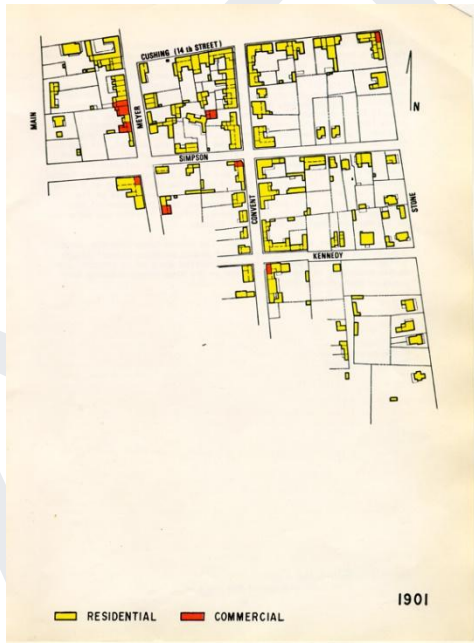 CUSHING (14 th STREET)
MAIN
MEYER
N
SIMPSON
CONVENT
STONE
KENNEDY
1901
RESIDENTIAL
COMMERCIAL